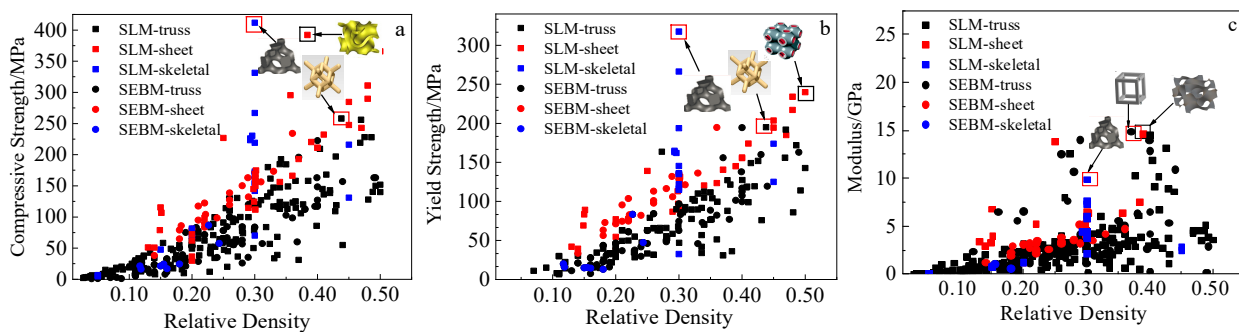 a
Compressive Strength/MPa
400
350
300
250
200
150
100
50
0
SLM-truss
SLM-sheet
SLM-skeletal
SEBM-truss
SEBM-sheet
SEBM-skeletal
0.10 0.20 0.30 0.40 0.50
Relative Density
b
Yield Strength/MPa
300
250
200
150
100
50
0
SLM-truss
SLM-sheet
SLM-skeletal
SEBM-truss
SEBM-sheet
SEBM-skeletal
0.10 0.20 0.30 0.40 0.50
Relative Density
c
Modulus/GPa
25
20
15
10
5
0
SLM-truss
SLM-sheet
SLM-skeletal
SEBM-truss
SEBM-sheet
SEBM-skeletal
0.10 0.20 0.30 0.40 0.50
Relative Density